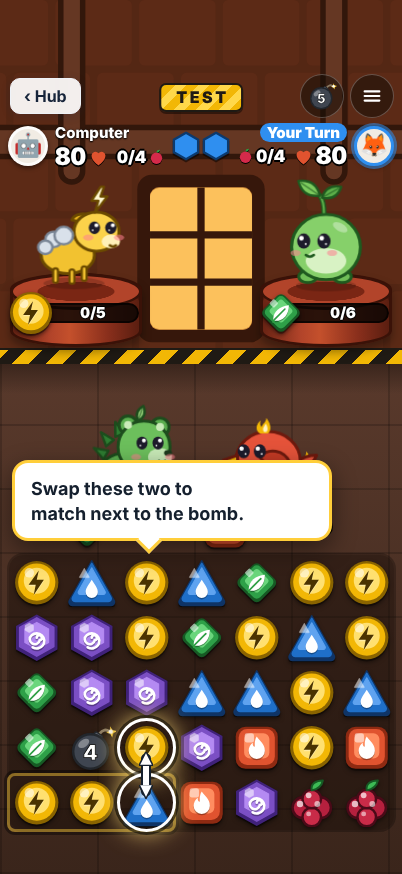 ‹ Hub
TEST
5
Computer
Your Turn
80
0/4
0/4
80
0/5
0/6
Swap these two to
match next to the bomb.
4